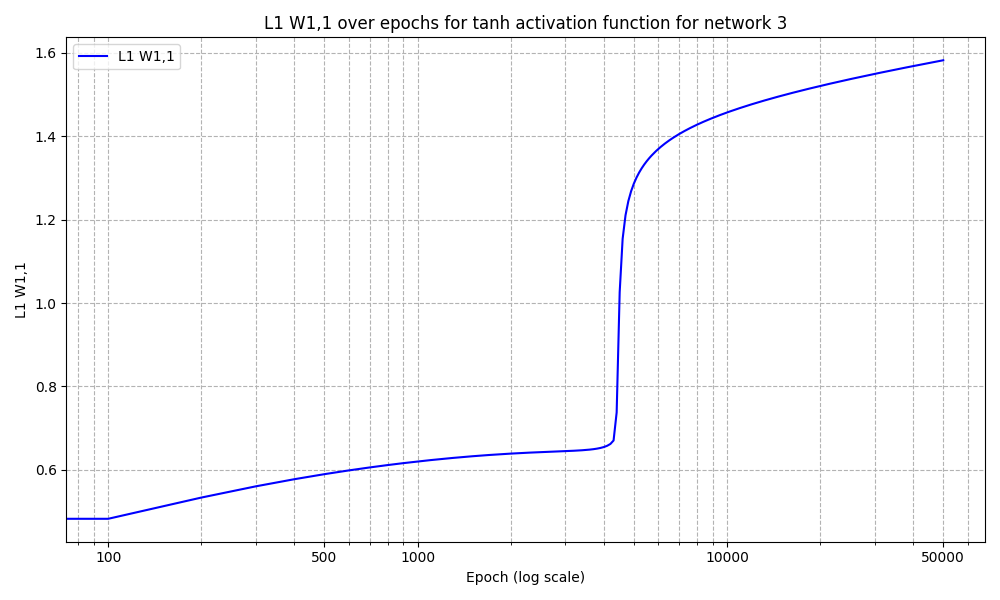 L1 W1,1 over epochs for tanh activation function for network 3
L1 W1,1
1.6
1.4
1.2
1.0
0.8
0.6
L1 W1,1
100
500
1000
10000
50000
Epoch (log scale)